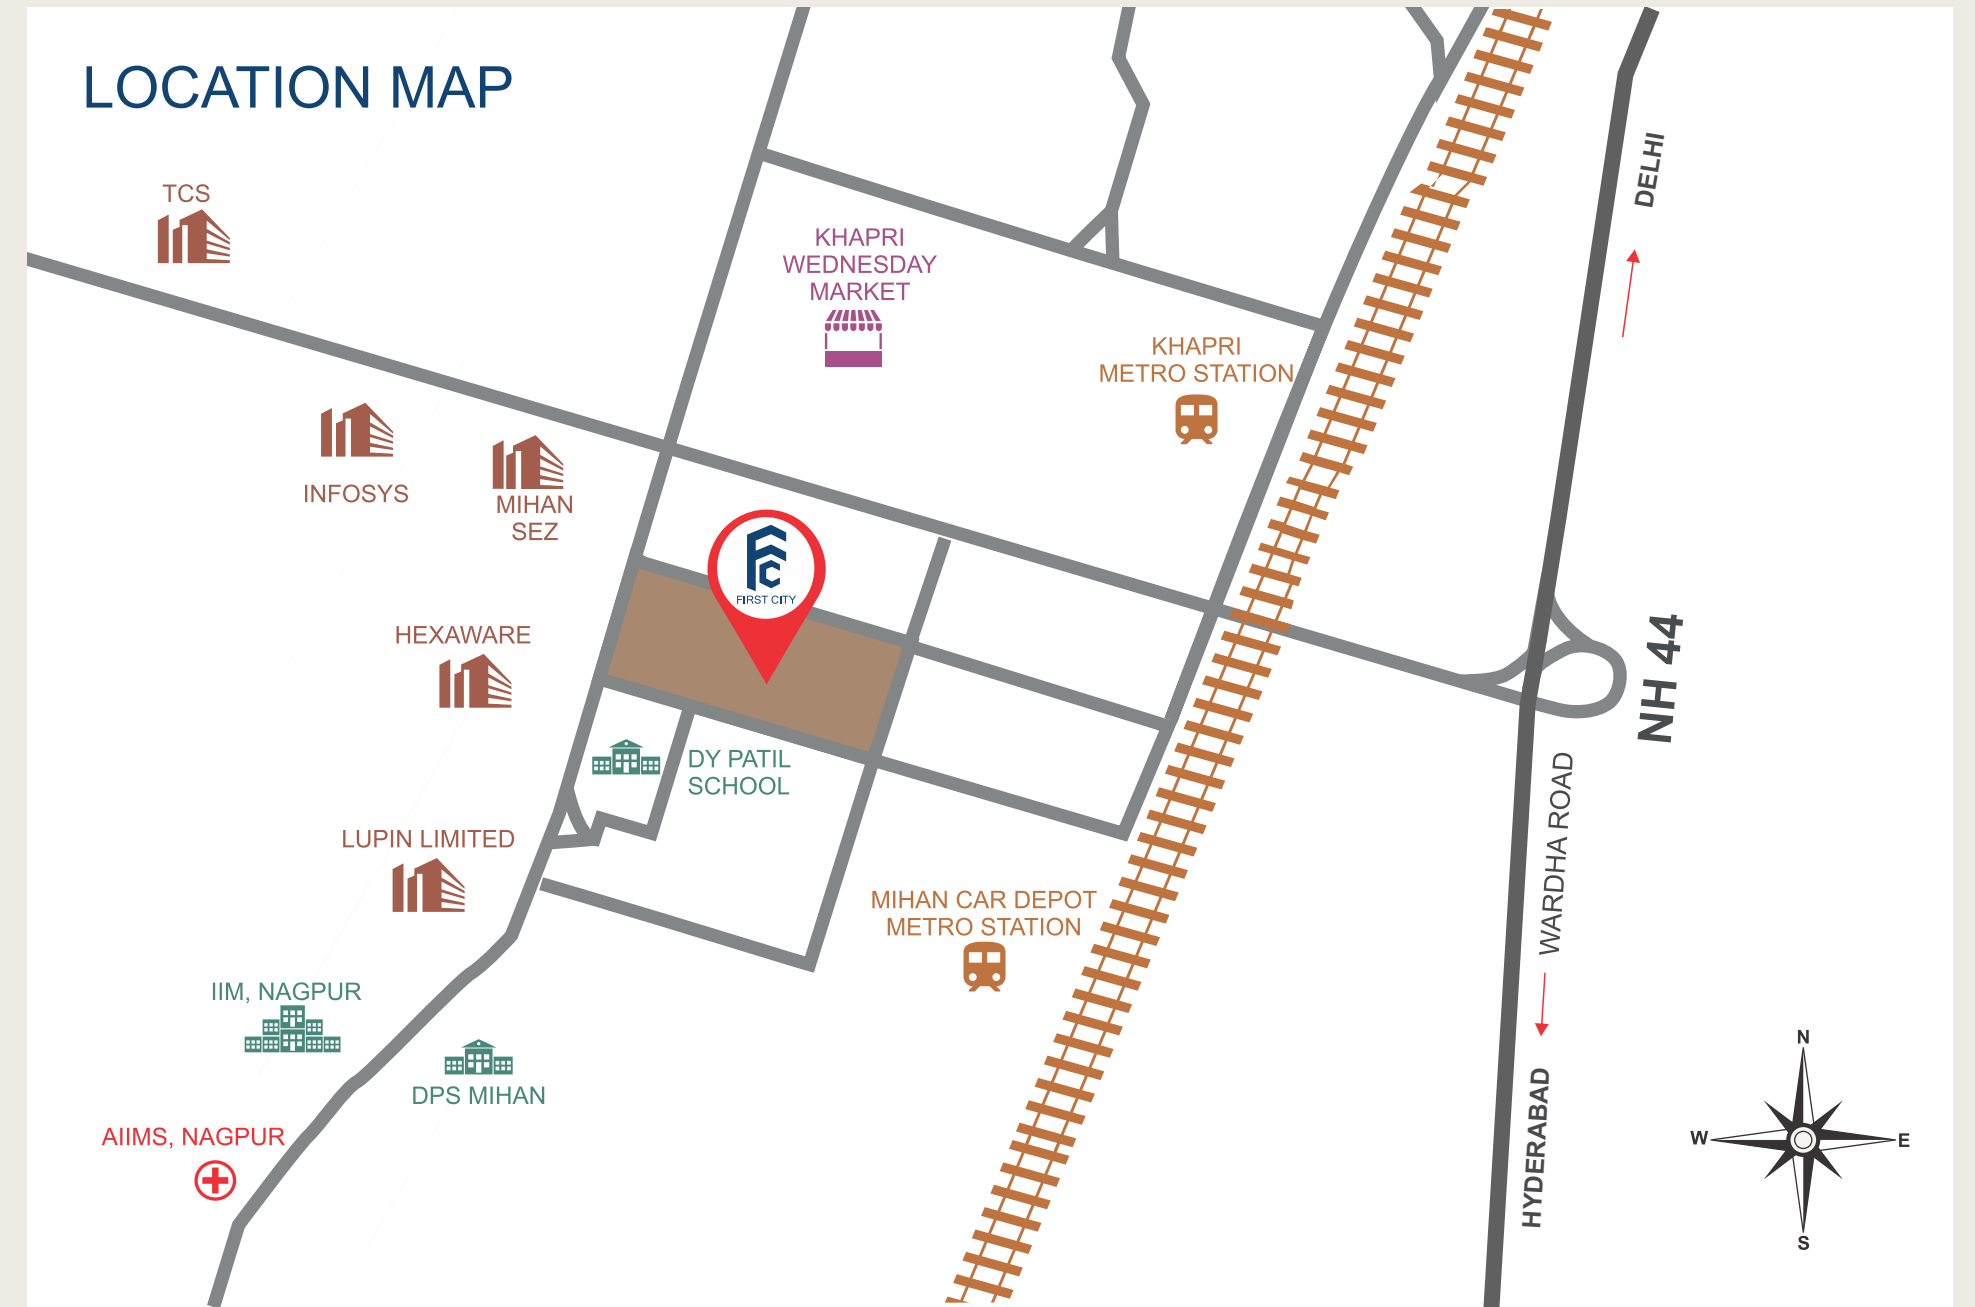 LOCATION MAP
TCS
KHAPRI
WEDNESDAY
MARKET
DELHI
KHAPRI
METRO STATION
INFOSYS
MIHAN
SEZ
FIRST CITY
HEXAWARE
NH 44
DY PATIL
SCHOOL
WARDHA ROAD
LUPIN LIMITED
MIHAN CAR DEPOT
METRO STATION
IIM, NAGPUR
DPS MIHAN
HYDERABAD
AIIMS, NAGPUR
N
W
E
S